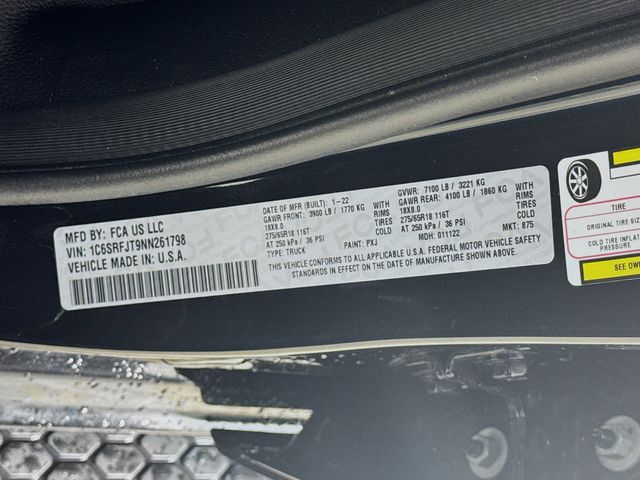 MFD BY: FCA US LLC
VIN: 1C6SRFJT9NN261798
VEHICLE MADE IN: U.S.A.
DATE OF MFR (BUILT): 1-22
GAWR FRONT: 3900 LB / 1770 KG WITH
18X8.0 RIMS
275/65R18 116T TIRES
AT 250 kPa / 36 PSI COLD
TYPE: TRUCK PAINT: PXJ
GVWR: 7100 LB / 3221 KG
GAWR REAR: 4100 LB / 1860 KG WITH
18X8.0 RIMS
275/65R18 116T TIRES
AT 250 kPa / 36 PSI COLD
MDH: 011122 MKT: 875
THIS VEHICLE CONFORMS TO ALL APPLICABLE U.S.A. FEDERAL MOTOR VEHICLE SAFETY
STANDARDS IN EFFECT ON THE DATE OF MANUFACTURE SHOWN ABOVE.
TIRE
ORIGINAL TIRE SIZE
COLD TIRE INFLAT
PRESSURE
SEE OWN